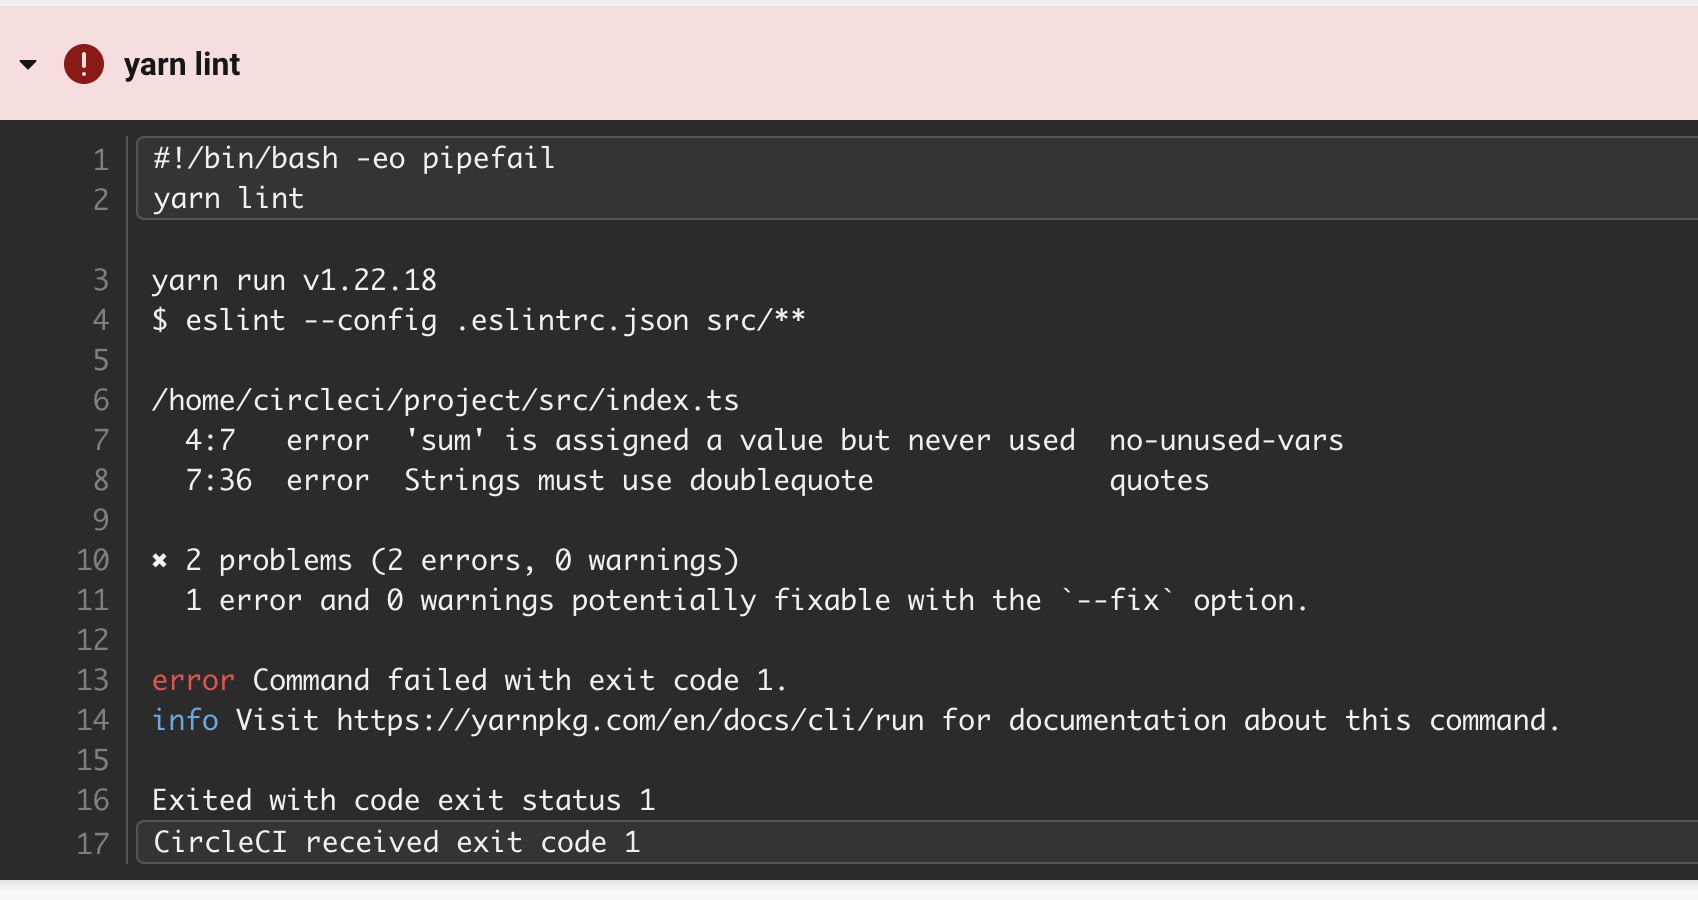 yarn lint
1 #!/bin/bash -eo pipefail
2 yarn lint
3 yarn run v1.22.18
4 $ eslint --config .eslintrc.json src/**
5
6 /home/circleci/project/src/index.ts
7   4:7   error  'sum' is assigned a value but never used  no-unused-vars
8   7:36  error  Strings must use doublequote              quotes
9
10 ✖ 2 problems (2 errors, 0 warnings)
11   1 error and 0 warnings potentially fixable with the `--fix` option.
12
13 error Command failed with exit code 1.
14 info Visit https://yarnpkg.com/en/docs/cli/run for documentation about this command.
15
16 Exited with code exit status 1
17 CircleCI received exit code 1